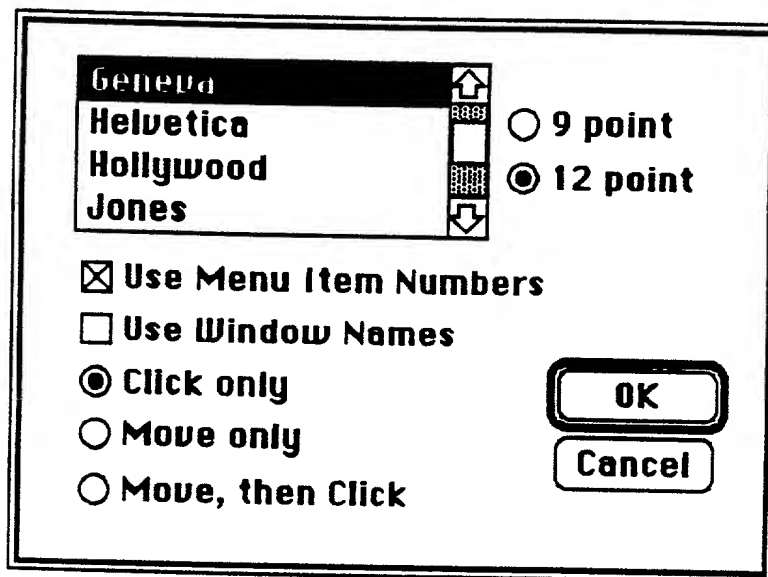 Geneva
Helvetica
Hollywood
Jones
9 point
12 point
Use Menu Item Numbers
Use Window Names
Click only
Move only
Move, then Click
OK
Cancel